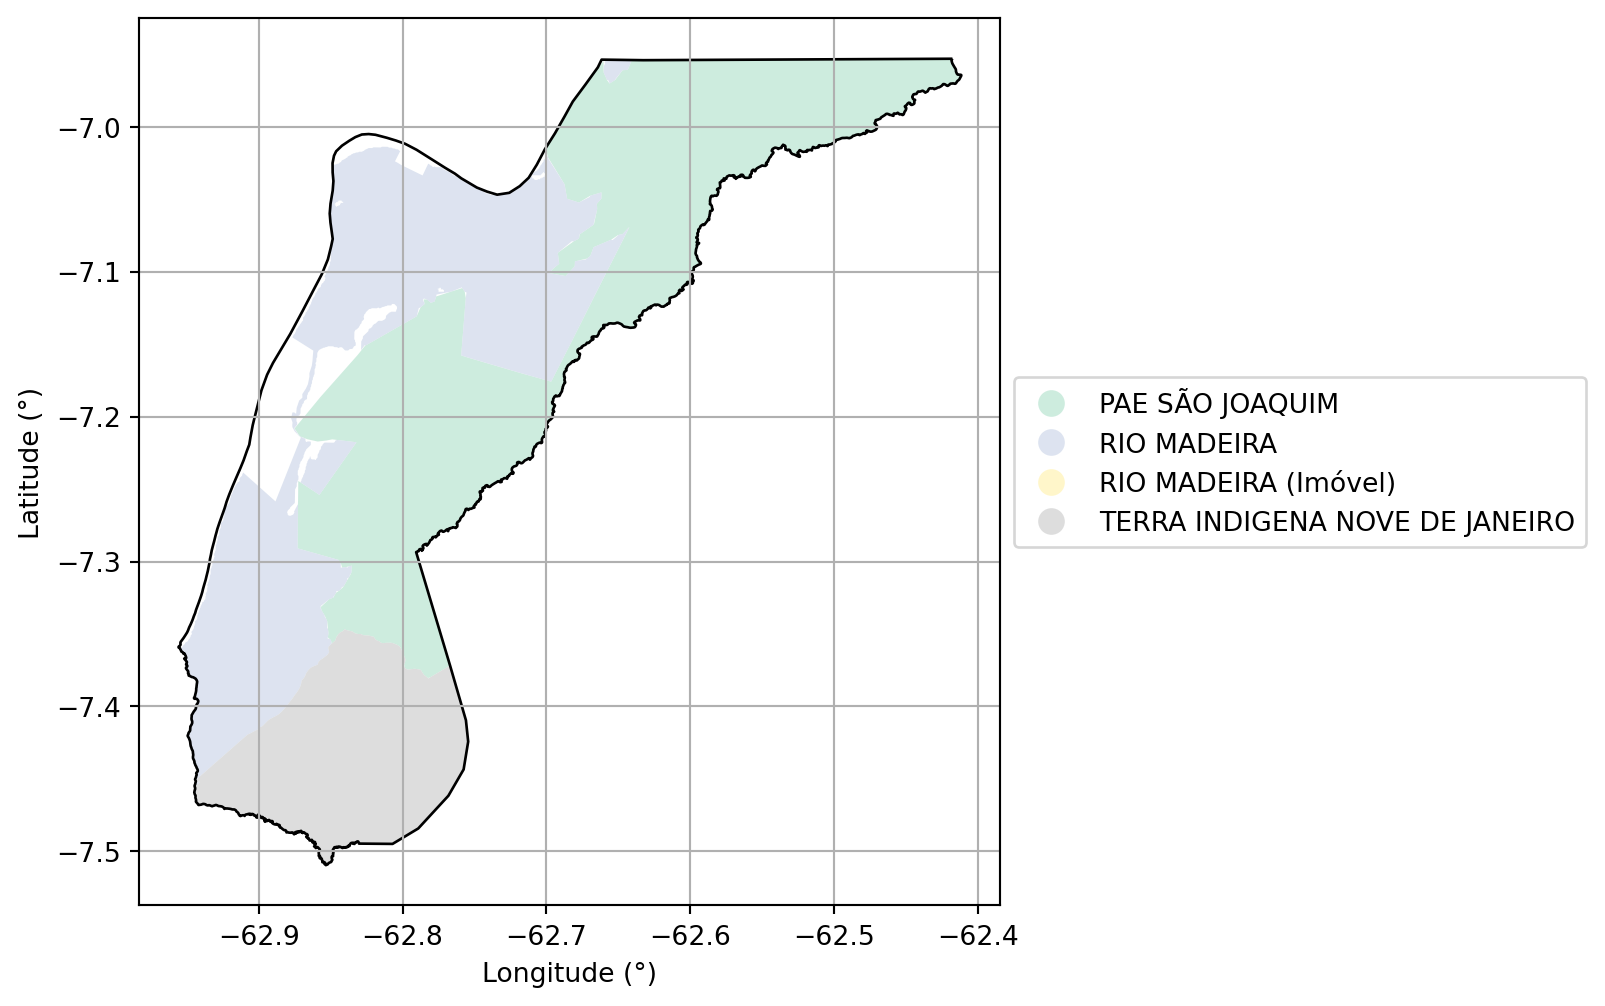 Latitude (°)
−7.0
−7.1
−7.2
−7.3
−7.4
−7.5
−62.9
−62.8
−62.7
−62.6
−62.5
−62.4
Longitude (°)
PAE SÃO JOAQUIM
RIO MADEIRA
RIO MADEIRA (Imóvel)
TERRA INDIGENA NOVE DE JANEIRO